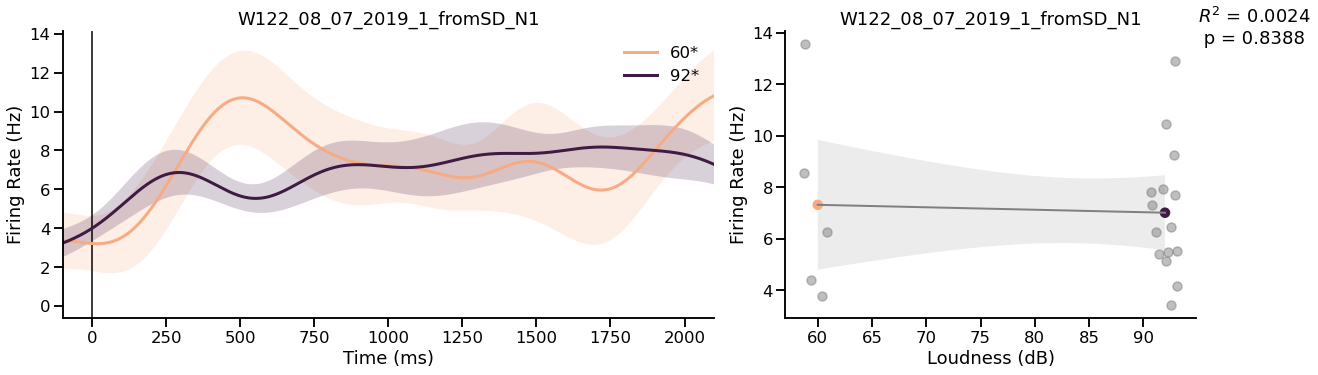 W122_08_07_2019_1_fromSD_N1
14
12
10
8
6
4
2
0
Firing Rate (Hz)
60*
92*
0 250 500 750 1000 1250 1500 1750 2000
Time (ms)
W122_08_07_2019_1_fromSD_N1
R² = 0.0024
p = 0.8388
14
12
10
8
6
4
Firing Rate (Hz)
60 65 70 75 80 85 90
Loudness (dB)